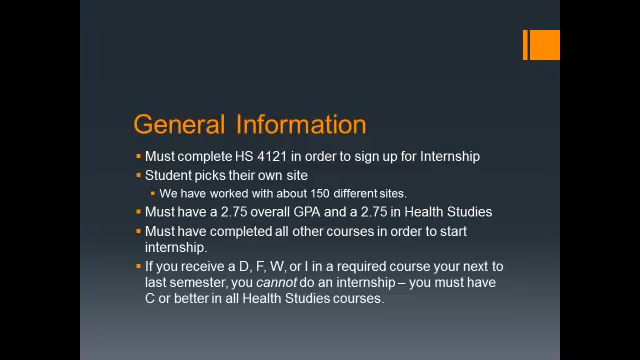 General Information
▪ Must complete HS 4121 in order to sign up for Internship
▪ Student picks their own site
▪ We have worked with about 150 different sites.
▪ Must have a 2.75 overall GPA and a 2.75 in Health Studies
▪ Must have completed all other courses in order to start
internship.
▪ If you receive a D, F, W, or I in a required course your next to
last semester, you cannot do an internship – you must have
C or better in all Health Studies courses.